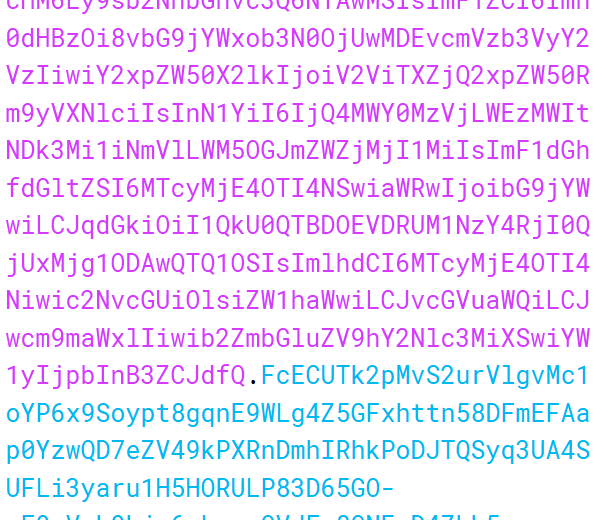 0dHBzOi8vbG9jYWxob3N0OjUwMDEvcmVzb3VyY2
VzIiwiY2xpZW50X2lkIjoiV2ViTXZjQ2xpZW50R
m9yVXNlciIsInN1YiI6IjQ4MWY0MzVjLWEzMWIt
NDk3Mi1iNmVlLWM5OGJmZWZjMjI1MiIsImF1dGh
fdGltZSI6MTcyMjE4OTI4NSwiaWRwIjoibG9jYW
wiLCJqdGkiOiI1QkU0QTBDOEVDRUM1NzY4RjI0Q
jUxMjg1ODAwQTQ1OSIsImlhdCI6MTcyMjE4OTI4
Niwic2NvcGUiOlsiZW1haWwiLCJvcGVuaWQiLCJ
wcm9maWxlIiwib2ZmbGluZV9hY2Nlc3MiXSwiYW
1yIjpbInB3ZCJdfQ.FcECUTk2pMvS2urVlgvMc1
oYP6x9Soypt8gqnE9WLg4Z5GFxhttn58DFmEFAa
p0YzwQD7eZV49kPXRnDmhIRhkPoDJTQSyq3UA4S
UFLi3yaru1H5HORULP83D65GO-